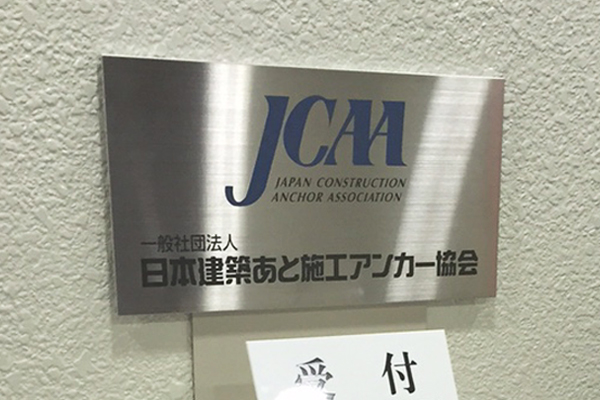 JCAA
JAPAN CONSTRUCTION
ANCHOR ASSOCIATION
一般社団法人
日本建築あと施工アンカー協会
受付